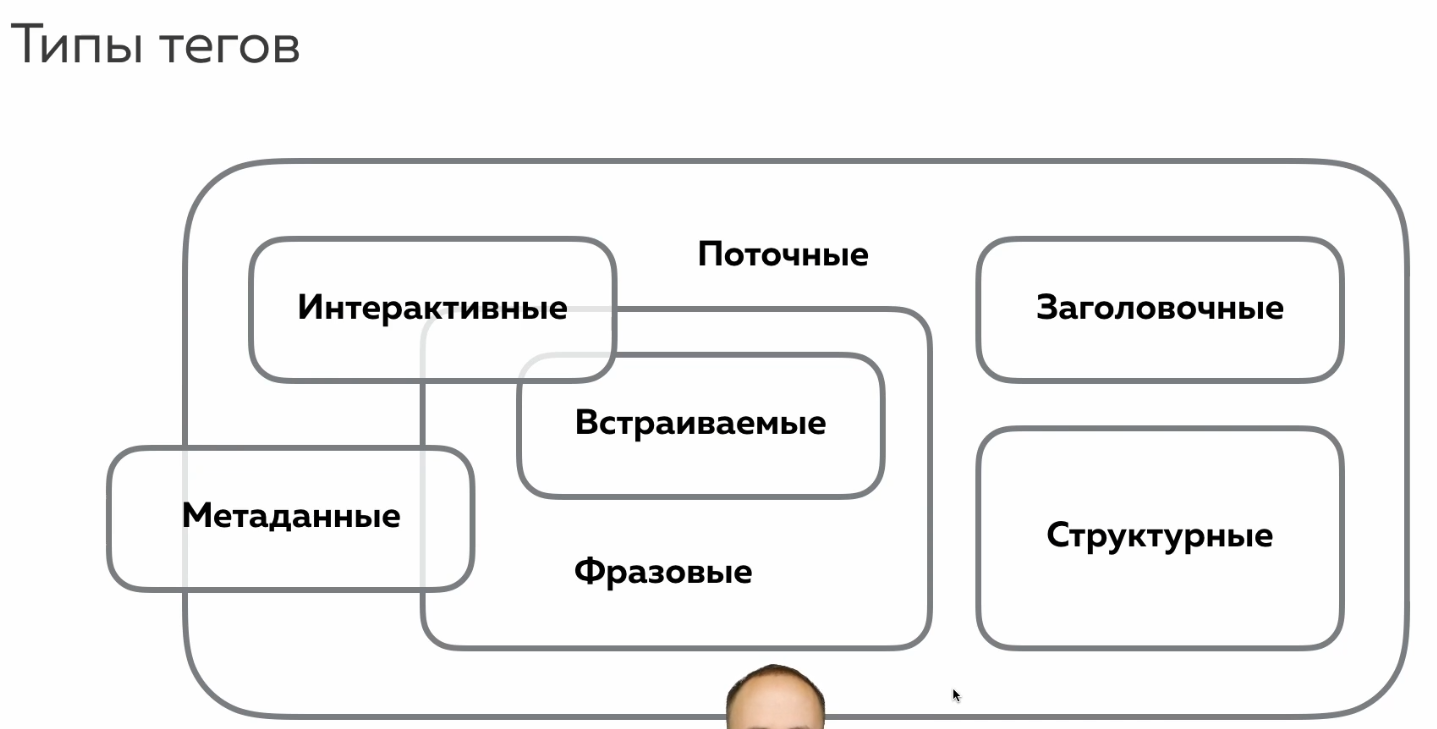 Типы тегов
Поточные
Интерактивные
Заголовочные
Встраиваемые
Метаданные
Структурные
Фразовые